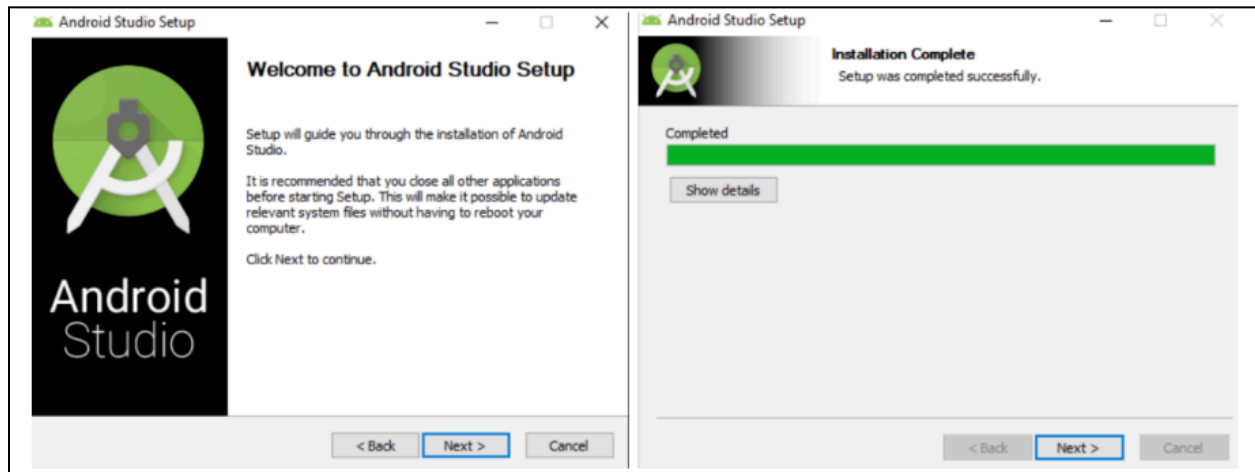 Android Studio Setup
Welcome to Android Studio Setup
Setup will guide you through the installation of Android
Studio.
It is recommended that you close all other applications
before starting Setup. This will make it possible to update
relevant system files without having to reboot your
computer.
Click Next to continue.
Android
Studio
< Back
Next >
Cancel
Android Studio Setup
Installation Complete
Setup was completed successfully.
Completed
Show details
< Back
Next >
Cancel